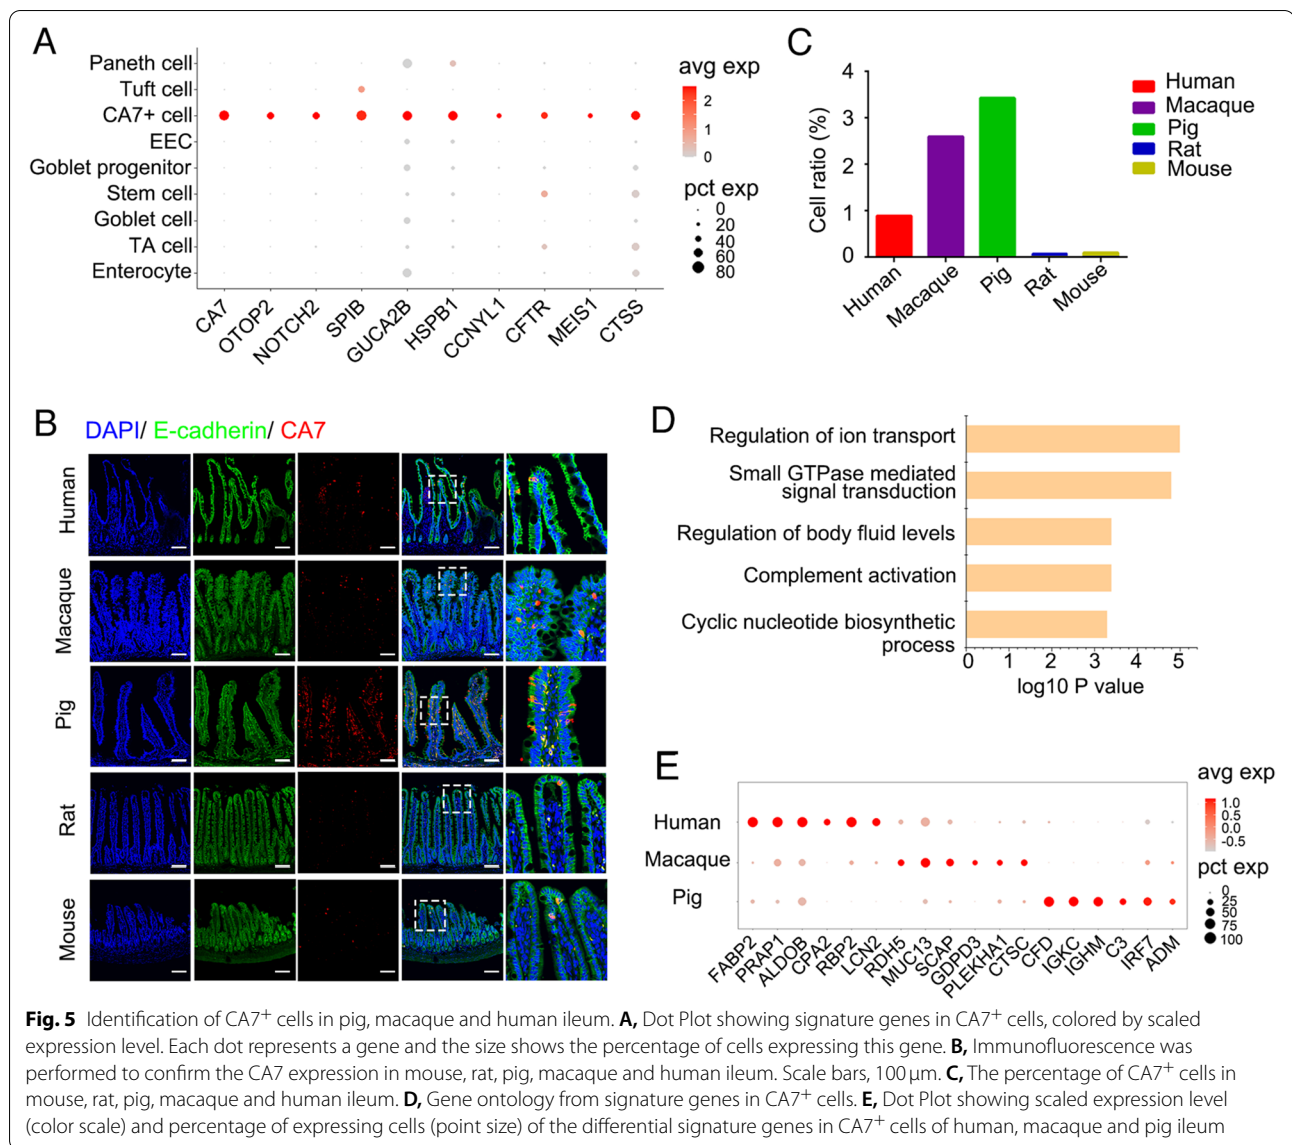 A
Paneth cell
Tuft cell
CA7+ cell
EEC
Goblet progenitor
Stem cell
Goblet cell
TA cell
Enterocyte
CA7
OTOP2
NOTCH2
SPIB
GUCA2B
HSPB1
CCNYL1
CFTR
MEIS1
CTSS
avg exp
2
1
0
pct exp
0
20
40
60
80
C
Cell ratio (%)
4
3
2
1
0
Human
Macaque
Pig
Rat
Mouse
Human
Macaque
Pig
Rat
Mouse
B
DAPI/ E-cadherin/ CA7
Human
Macaque
Pig
Rat
Mouse
D
Regulation of ion transport
Small GTPase mediated
signal transduction
Regulation of body fluid levels
Complement activation
Cyclic nucleotide biosynthetic
process
0 1 2 3 4 5
log10 P value
E
Human
Macaque
Pig
FABP2
PRAP1
ALDOB
CPA2
RBP2
LCN2
RDH5
MUC13
SCAP
GDPD3
PLEKHA1
CTSC
CFD
IGKC
IGHM
C3
IRF7
ADM
avg exp
1.0
0.5
0.0
-0.5
pct exp
0
25
50
75
100
Fig. 5 Identification of CA7+ cells in pig, macaque and human ileum. A, Dot Plot showing signature genes in CA7+ cells, colored by scaled
expression level. Each dot represents a gene and the size shows the percentage of cells expressing this gene. B, Immunofluorescence was
performed to confirm the CA7 expression in mouse, rat, pig, macaque and human ileum. Scale bars, 100 μm. C, The percentage of CA7+ cells in
mouse, rat, pig, macaque and human ileum. D, Gene ontology from signature genes in CA7+ cells. E, Dot Plot showing scaled expression level
(color scale) and percentage of expressing cells (point size) of the differential signature genes in CA7+ cells of human, macaque and pig ileum